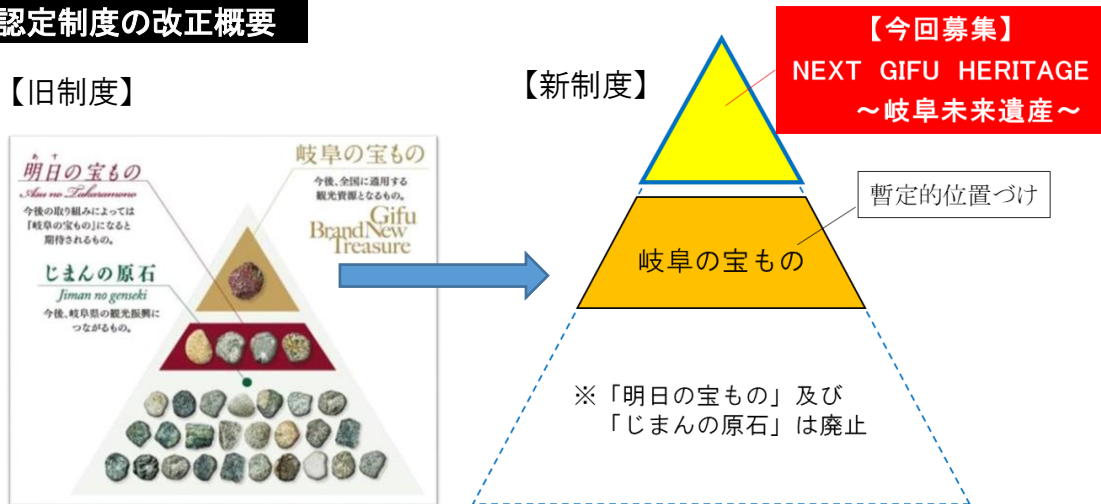 認定制度の改正概要
【旧制度】
【新制度】
【今回募集】
NEXT GIFU HERITAGE
～岐阜未来遺産～
暫定的位置づけ
岐阜の宝もの
※「明日の宝もの」及び
「じまんの原石」は廃止
あす
明日の宝もの
Asu no Takaramono
今後の取り組みによっては
「岐阜の宝もの」になると
期待されるもの。
じまんの原石
Jiman no genseki
今後、岐阜県の観光振興に
つながるもの。
岐阜の宝もの
今後、全国に通用する
観光資源となるもの。
Gifu
BrandNew
Treasure